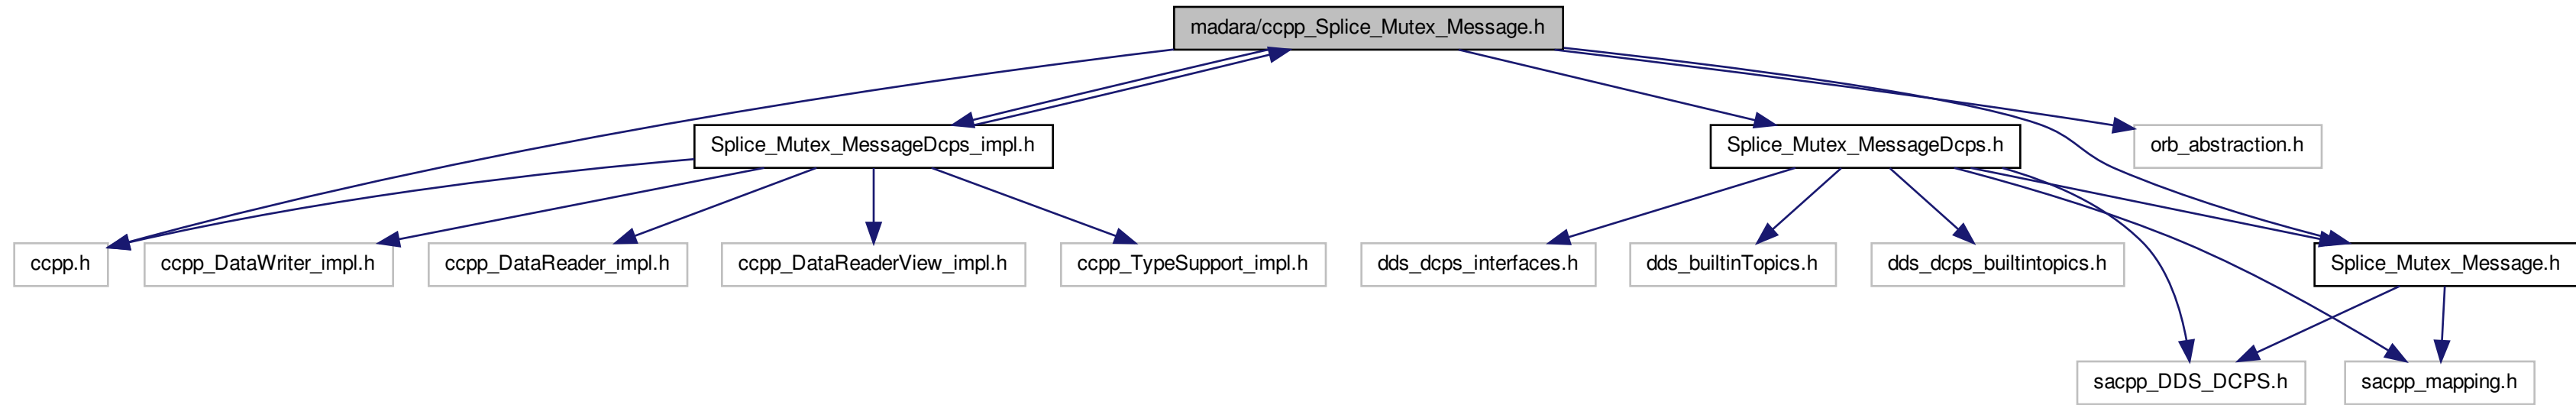 madara/ccpp_Splice_Mutex_Message.h
Splice_Mutex_MessageDcps_impl.h
Splice_Mutex_MessageDcps.h
orb_abstraction.h
ccpp.h
ccpp_DataWriter_impl.h
ccpp_DataReader_impl.h
ccpp_DataReaderView_impl.h
ccpp_TypeSupport_impl.h
dds_dcps_interfaces.h
dds_builtinTopics.h
dds_dcps_builtintopics.h
Splice_Mutex_Message.h
sacpp_DDS_DCPS.h
sacpp_mapping.h